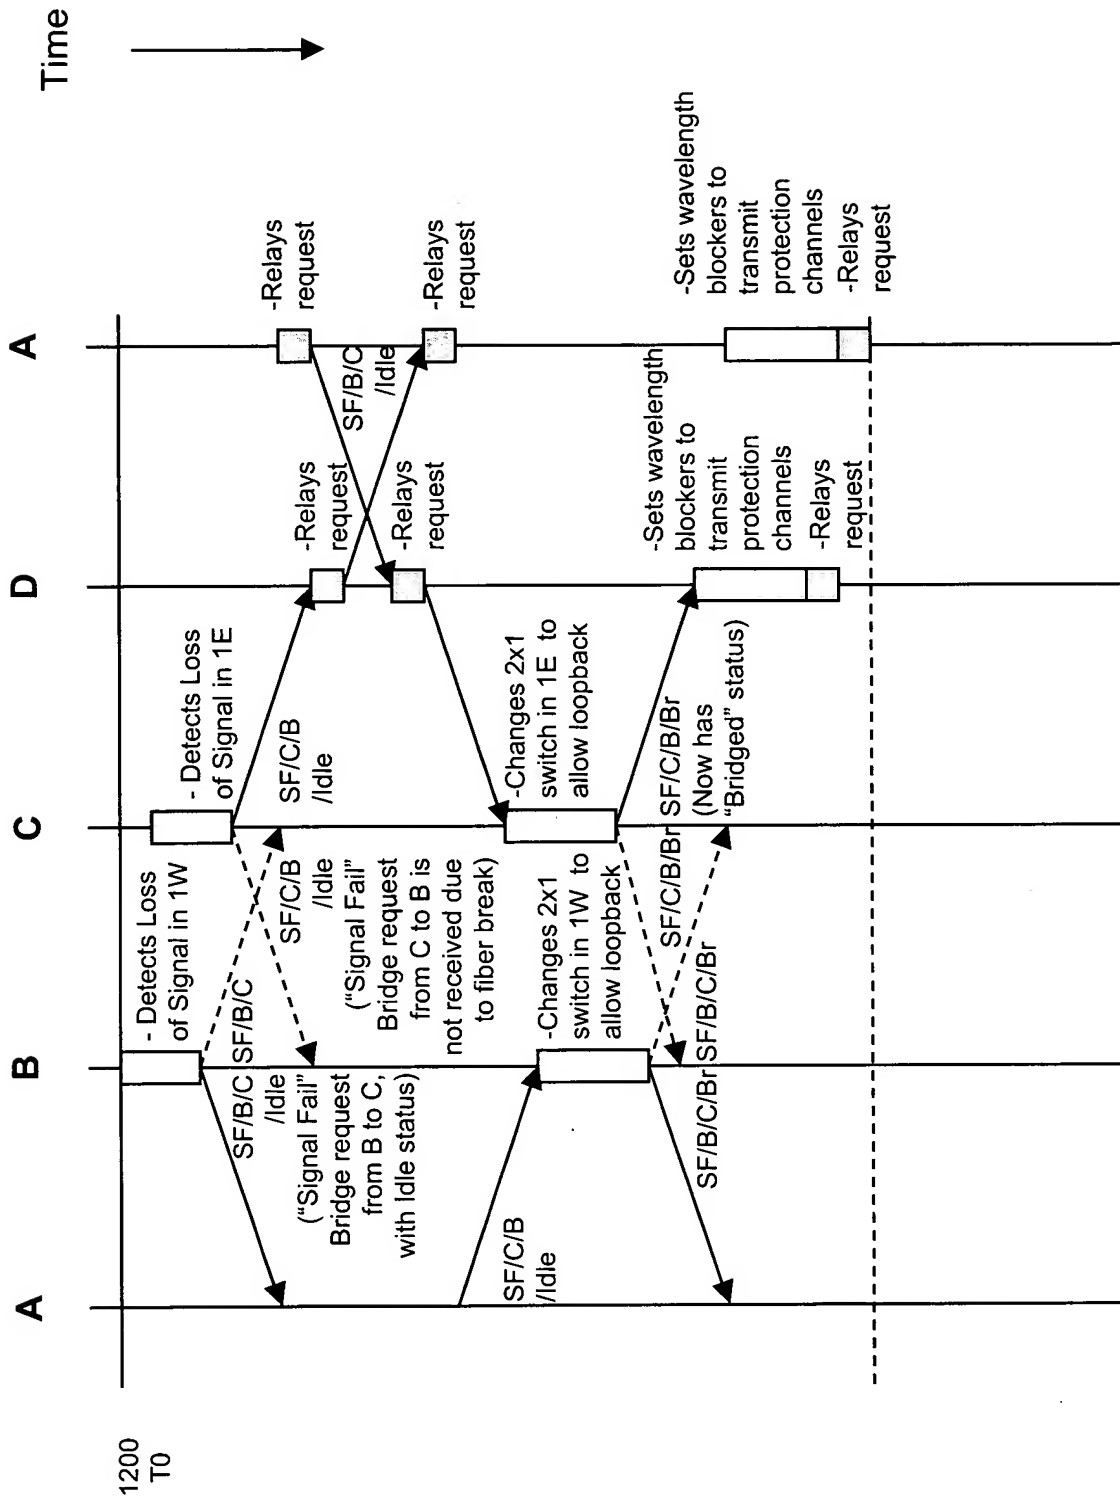 Time
A
B
C
D
A
1200
T0
- Detects Loss
of Signal in 1W
- Detects Loss
of Signal in 1E
SF/B/C
/Idle
("Signal Fail"
Bridge request
from B to C,
with Idle status)
SF/B/C
SF/C/B
/Idle
("Signal Fail"
Bridge request
from C to B is
not received due
to fiber break)
SF/C/B
/Idle
-Relays
request
-Relays
request
SF/B/C
/Idle
-Relays
request
-Relays
request
SF/C/B
/Idle
-Changes 2x1
switch in 1W to
allow loopback
-Changes 2x1
switch in 1E to
allow loopback
SF/B/C/Br
SF/B/C/Br
SF/C/B/Br
SF/C/B/Br
(Now has
"Bridged" status)
-Sets wavelength
blockers to
transmit
protection
channels
-Relays
request
-Sets wavelength
blockers to
transmit
protection
channels
-Relays
request